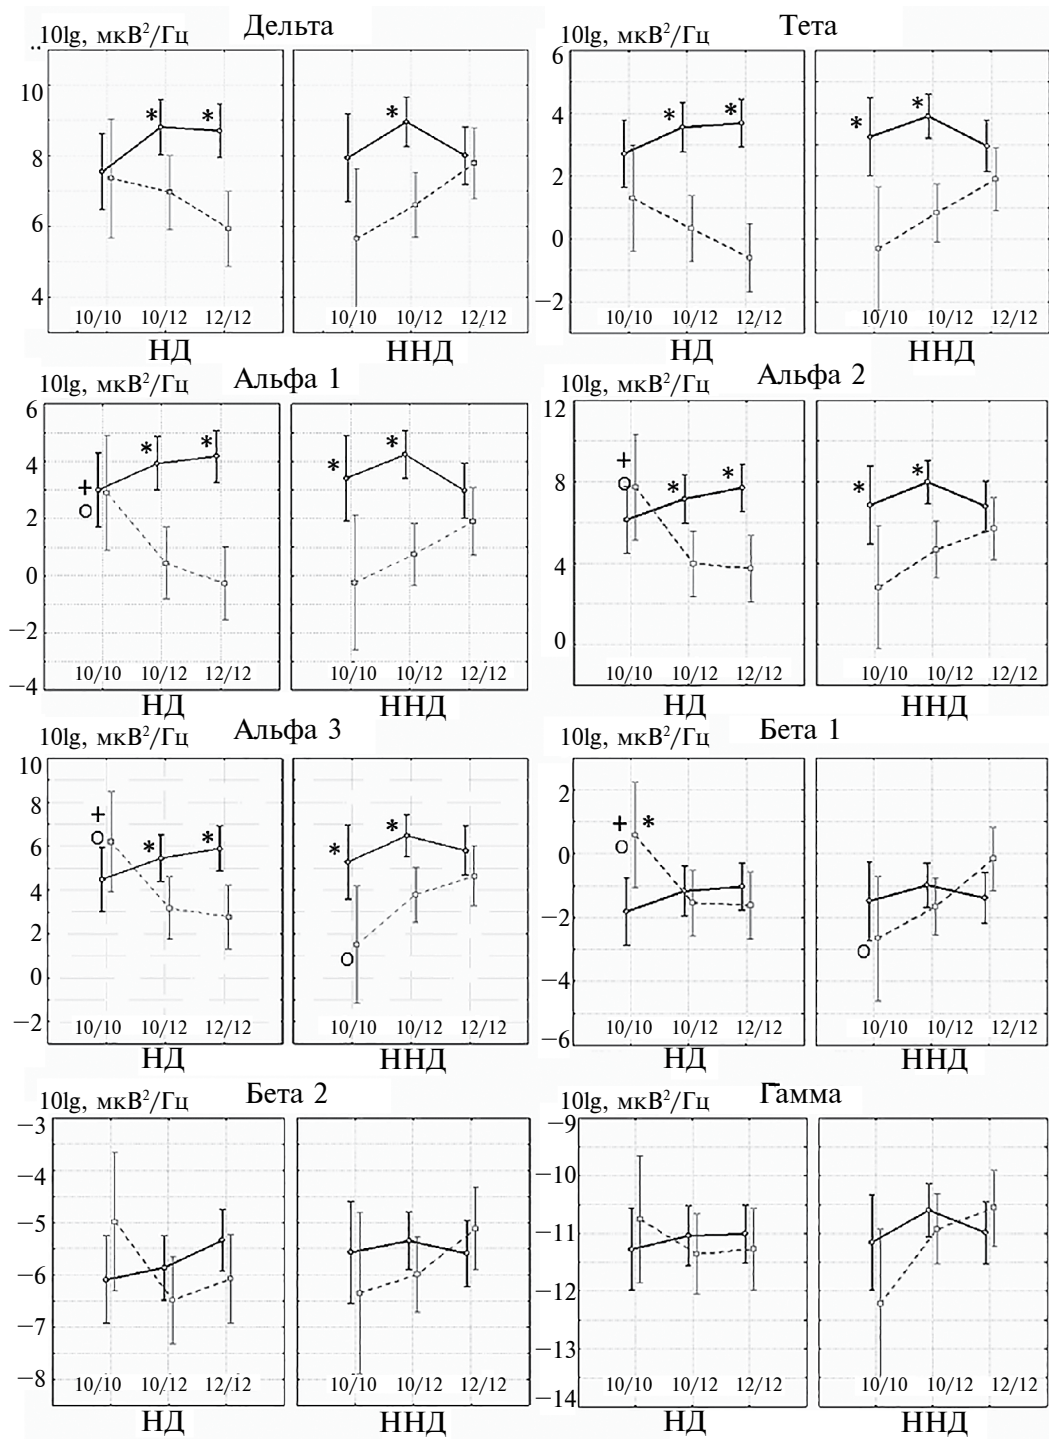 10lg, мкВ²/Гц Дельта
10
8
6
4
10/10 10/12 12/12 10/10 10/12 12/12
НД ННД
10lg, мкВ²/Гц Тета
6
4
2
0
−2
10/10 10/12 12/12 10/10 10/12 12/12
НД ННД
10lg, мкВ²/Гц Альфа 1
6
4
2
0
−2
−4
* * * *
+
о
10/10 10/12 12/12 10/10 10/12 12/12
НД ННД
10lg, мкВ²/Гц Альфа 2
12
8
4
0
+
о
* * * *
10/10 10/12 12/12 10/10 10/12 12/12
НД ННД
10lg, мкВ²/Гц Альфа 3
10
8
6
4
2
0
−2
+
о
* * * *
о
10/10 10/12 12/12 10/10 10/12 12/12
НД ННД
10lg, мкВ²/Гц Бета 1
2
0
−2
−4
−6
+ *
о
о
10/10 10/12 12/12 10/10 10/12 12/12
НД ННД
10lg, мкВ²/Гц Бета 2
−3
−4
−5
−6
−7
−8
10/10 10/12 12/12 10/10 10/12 12/12
НД ННД
10lg, мкВ²/Гц Гамма
−9
−10
−11
−12
−13
−14
10/10 10/12 12/12 10/10 10/12 12/12
НД ННД